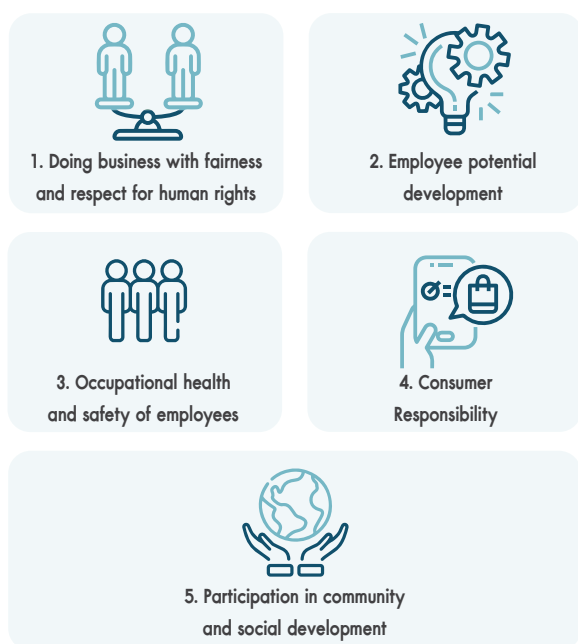 1. Doing business with fairness
and respect for human rights
2. Employee potential
development
3. Occupational health
and safety of employees
4. Consumer
Responsibility
5. Participation in community
and social development